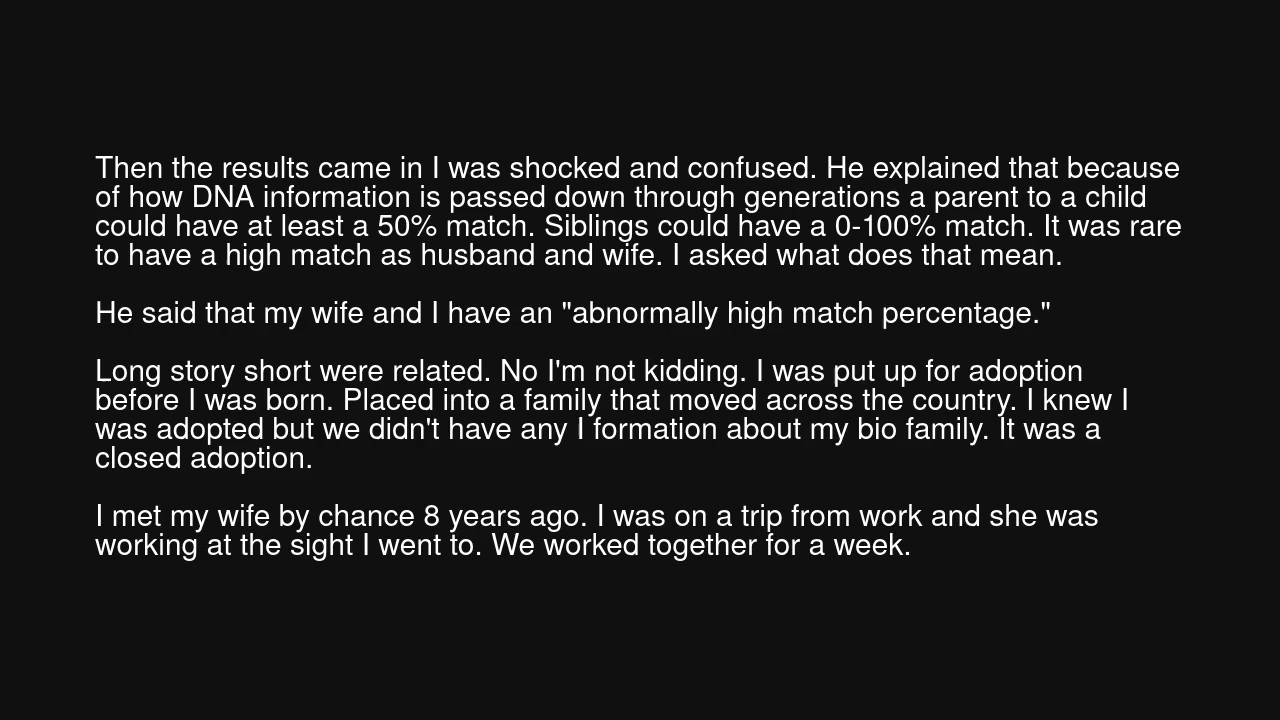 Then the results came in I was shocked and confused. He explained that because
of how DNA information is passed down through generations a parent to a child
could have at least a 50% match. Siblings could have a 0-100% match. It was rare
to have a high match as husband and wife. I asked what does that mean.
He said that my wife and I have an "abnormally high match percentage."
Long story short were related. No I'm not kidding. I was put up for adoption
before I was born. Placed into a family that moved across the country. I knew I
was adopted but we didn't have any I formation about my bio family. It was a
closed adoption.
I met my wife by chance 8 years ago. I was on a trip from work and she was
working at the sight I went to. We worked together for a week.